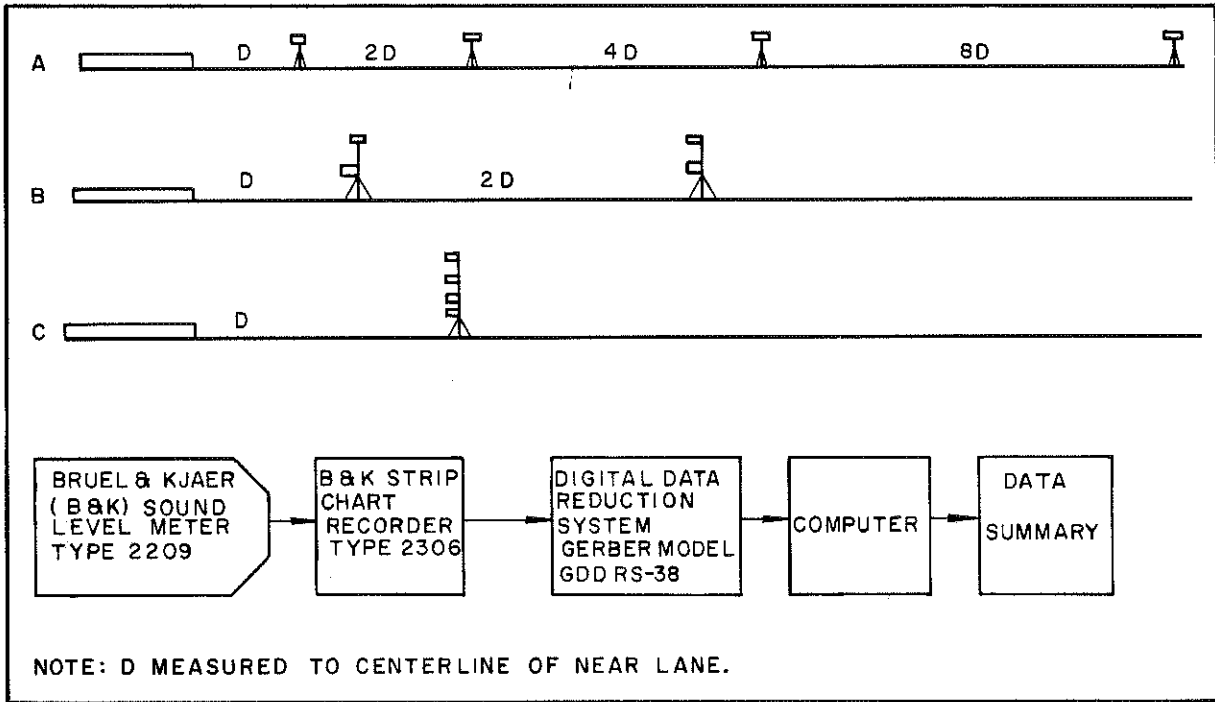 A D 2D 4D 8D
B D 2D
C D
BRUEL & KJAER
(B&K) SOUND
LEVEL METER
TYPE 2209
B&K STRIP
CHART
RECORDER
TYPE 2306
DIGITAL DATA
REDUCTION
SYSTEM
GERBER MODEL
GDD RS-38
COMPUTER
DATA
SUMMARY
NOTE: D MEASURED TO CENTERLINE OF NEAR LANE.